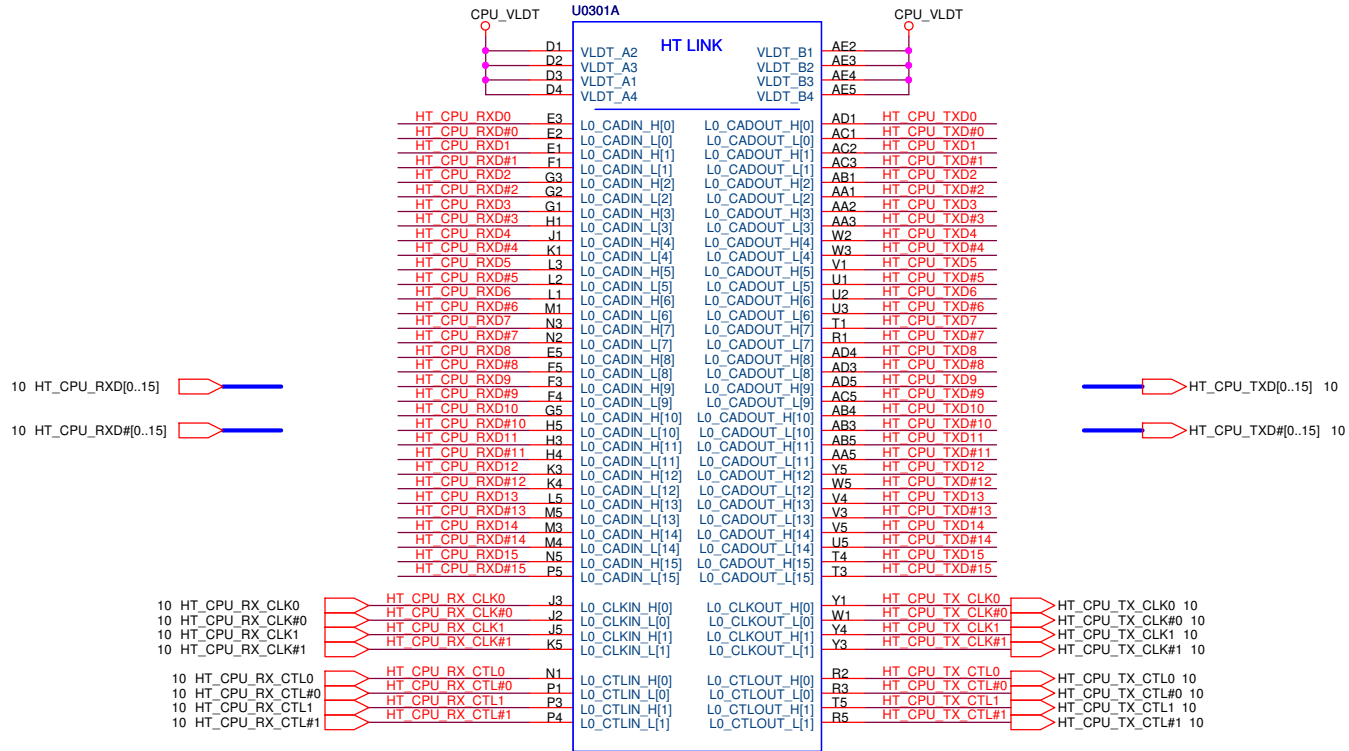 U0301A
CPU_VLDT CPU_VLDT
HT LINK
D1 VLDT_A2 VLDT_B1 AE2
D2 VLDT_A3 VLDT_B2 AE3
D3 VLDT_A1 VLDT_B3 AE4
D4 VLDT_A4 VLDT_B4 AE5
HT_CPU_RXD0 E3 L0_CADIN_H[0] L0_CADOUT_H[0] AD1 HT_CPU_TXD0
HT_CPU_RXD#0 E2 L0_CADIN_L[0] L0_CADOUT_L[0] AC1 HT_CPU_TXD#0
HT_CPU_RXD1 E1 L0_CADIN_H[1] L0_CADOUT_H[1] AC2 HT_CPU_TXD1
HT_CPU_RXD#1 F1 L0_CADIN_L[1] L0_CADOUT_L[1] AC3 HT_CPU_TXD#1
HT_CPU_RXD2 G3 L0_CADIN_H[2] L0_CADOUT_H[2] AB1 HT_CPU_TXD2
HT_CPU_RXD#2 G2 L0_CADIN_L[2] L0_CADOUT_L[2] AA1 HT_CPU_TXD#2
HT_CPU_RXD3 G1 L0_CADIN_H[3] L0_CADOUT_H[3] AA2 HT_CPU_TXD3
HT_CPU_RXD#3 H1 L0_CADIN_L[3] L0_CADOUT_L[3] AA3 HT_CPU_TXD#3
HT_CPU_RXD4 J1 L0_CADIN_H[4] L0_CADOUT_H[4] W2 HT_CPU_TXD4
HT_CPU_RXD#4 K1 L0_CADIN_L[4] L0_CADOUT_L[4] W3 HT_CPU_TXD#4
HT_CPU_RXD5 L3 L0_CADIN_H[5] L0_CADOUT_H[5] V1 HT_CPU_TXD5
HT_CPU_RXD#5 L2 L0_CADIN_L[5] L0_CADOUT_L[5] U1 HT_CPU_TXD#5
HT_CPU_RXD6 L1 L0_CADIN_H[6] L0_CADOUT_H[6] U2 HT_CPU_TXD6
HT_CPU_RXD#6 M1 L0_CADIN_L[6] L0_CADOUT_L[6] U3 HT_CPU_TXD#6
HT_CPU_RXD7 N3 L0_CADIN_H[7] L0_CADOUT_H[7] T1 HT_CPU_TXD7
HT_CPU_RXD#7 N2 L0_CADIN_L[7] L0_CADOUT_L[7] R1 HT_CPU_TXD#7
HT_CPU_RXD8 E5 L0_CADIN_H[8] L0_CADOUT_H[8] AD4 HT_CPU_TXD8
HT_CPU_RXD#8 F5 L0_CADIN_L[8] L0_CADOUT_L[8] AD3 HT_CPU_TXD#8
10 HT_CPU_RXD[0..15] HT_CPU_RXD9 F3 L0_CADIN_H[9] L0_CADOUT_H[9] AD5 HT_CPU_TXD9 HT_CPU_TXD[0..15] 10
HT_CPU_RXD#9 F4 L0_CADIN_L[9] L0_CADOUT_L[9] AC5 HT_CPU_TXD#9
HT_CPU_RXD10 G5 L0_CADIN_H[10] L0_CADOUT_H[10] AB4 HT_CPU_TXD10
10 HT_CPU_RXD#[0..15] HT_CPU_RXD#10 H5 L0_CADIN_L[10] L0_CADOUT_L[10] AB3 HT_CPU_TXD#10 HT_CPU_TXD#[0..15] 10
HT_CPU_RXD11 H3 L0_CADIN_H[11] L0_CADOUT_H[11] AB5 HT_CPU_TXD11
HT_CPU_RXD#11 H4 L0_CADIN_L[11] L0_CADOUT_L[11] AA5 HT_CPU_TXD#11
HT_CPU_RXD12 K3 L0_CADIN_H[12] L0_CADOUT_H[12] Y5 HT_CPU_TXD12
HT_CPU_RXD#12 K4 L0_CADIN_L[12] L0_CADOUT_L[12] W5 HT_CPU_TXD#12
HT_CPU_RXD13 L5 L0_CADIN_H[13] L0_CADOUT_H[13] V4 HT_CPU_TXD13
HT_CPU_RXD#13 M5 L0_CADIN_L[13] L0_CADOUT_L[13] V3 HT_CPU_TXD#13
HT_CPU_RXD14 M3 L0_CADIN_H[14] L0_CADOUT_H[14] V5 HT_CPU_TXD14
HT_CPU_RXD#14 M4 L0_CADIN_L[14] L0_CADOUT_L[14] U5 HT_CPU_TXD#14
HT_CPU_RXD15 N5 L0_CADIN_H[15] L0_CADOUT_H[15] T4 HT_CPU_TXD15
HT_CPU_RXD#15 P5 L0_CADIN_L[15] L0_CADOUT_L[15] T3 HT_CPU_TXD#15
10 HT_CPU_RX_CLK0 HT_CPU_RX_CLK0 J3 L0_CLKIN_H[0] L0_CLKOUT_H[0] Y1 HT_CPU_TX_CLK0 HT_CPU_TX_CLK0 10
10 HT_CPU_RX_CLK#0 HT_CPU_RX_CLK#0 J2 L0_CLKIN_L[0] L0_CLKOUT_L[0] W1 HT_CPU_TX_CLK#0 HT_CPU_TX_CLK#0 10
10 HT_CPU_RX_CLK1 HT_CPU_RX_CLK1 J5 L0_CLKIN_H[1] L0_CLKOUT_H[1] Y4 HT_CPU_TX_CLK1 HT_CPU_TX_CLK1 10
10 HT_CPU_RX_CLK#1 HT_CPU_RX_CLK#1 K5 L0_CLKIN_L[1] L0_CLKOUT_L[1] Y3 HT_CPU_TX_CLK#1 HT_CPU_TX_CLK#1 10
10 HT_CPU_RX_CTL0 HT_CPU_RX_CTL0 N1 L0_CTLIN_H[0] L0_CTLOUT_H[0] R2 HT_CPU_TX_CTL0 HT_CPU_TX_CTL0 10
10 HT_CPU_RX_CTL#0 HT_CPU_RX_CTL#0 P1 L0_CTLIN_L[0] L0_CTLOUT_L[0] R3 HT_CPU_TX_CTL#0 HT_CPU_TX_CTL#0 10
10 HT_CPU_RX_CTL1 HT_CPU_RX_CTL1 P3 L0_CTLIN_H[1] L0_CTLOUT_H[1] T5 HT_CPU_TX_CTL1 HT_CPU_TX_CTL1 10
10 HT_CPU_RX_CTL#1 HT_CPU_RX_CTL#1 P4 L0_CTLIN_L[1] L0_CTLOUT_L[1] R5 HT_CPU_TX_CTL#1 HT_CPU_TX_CTL#1 10